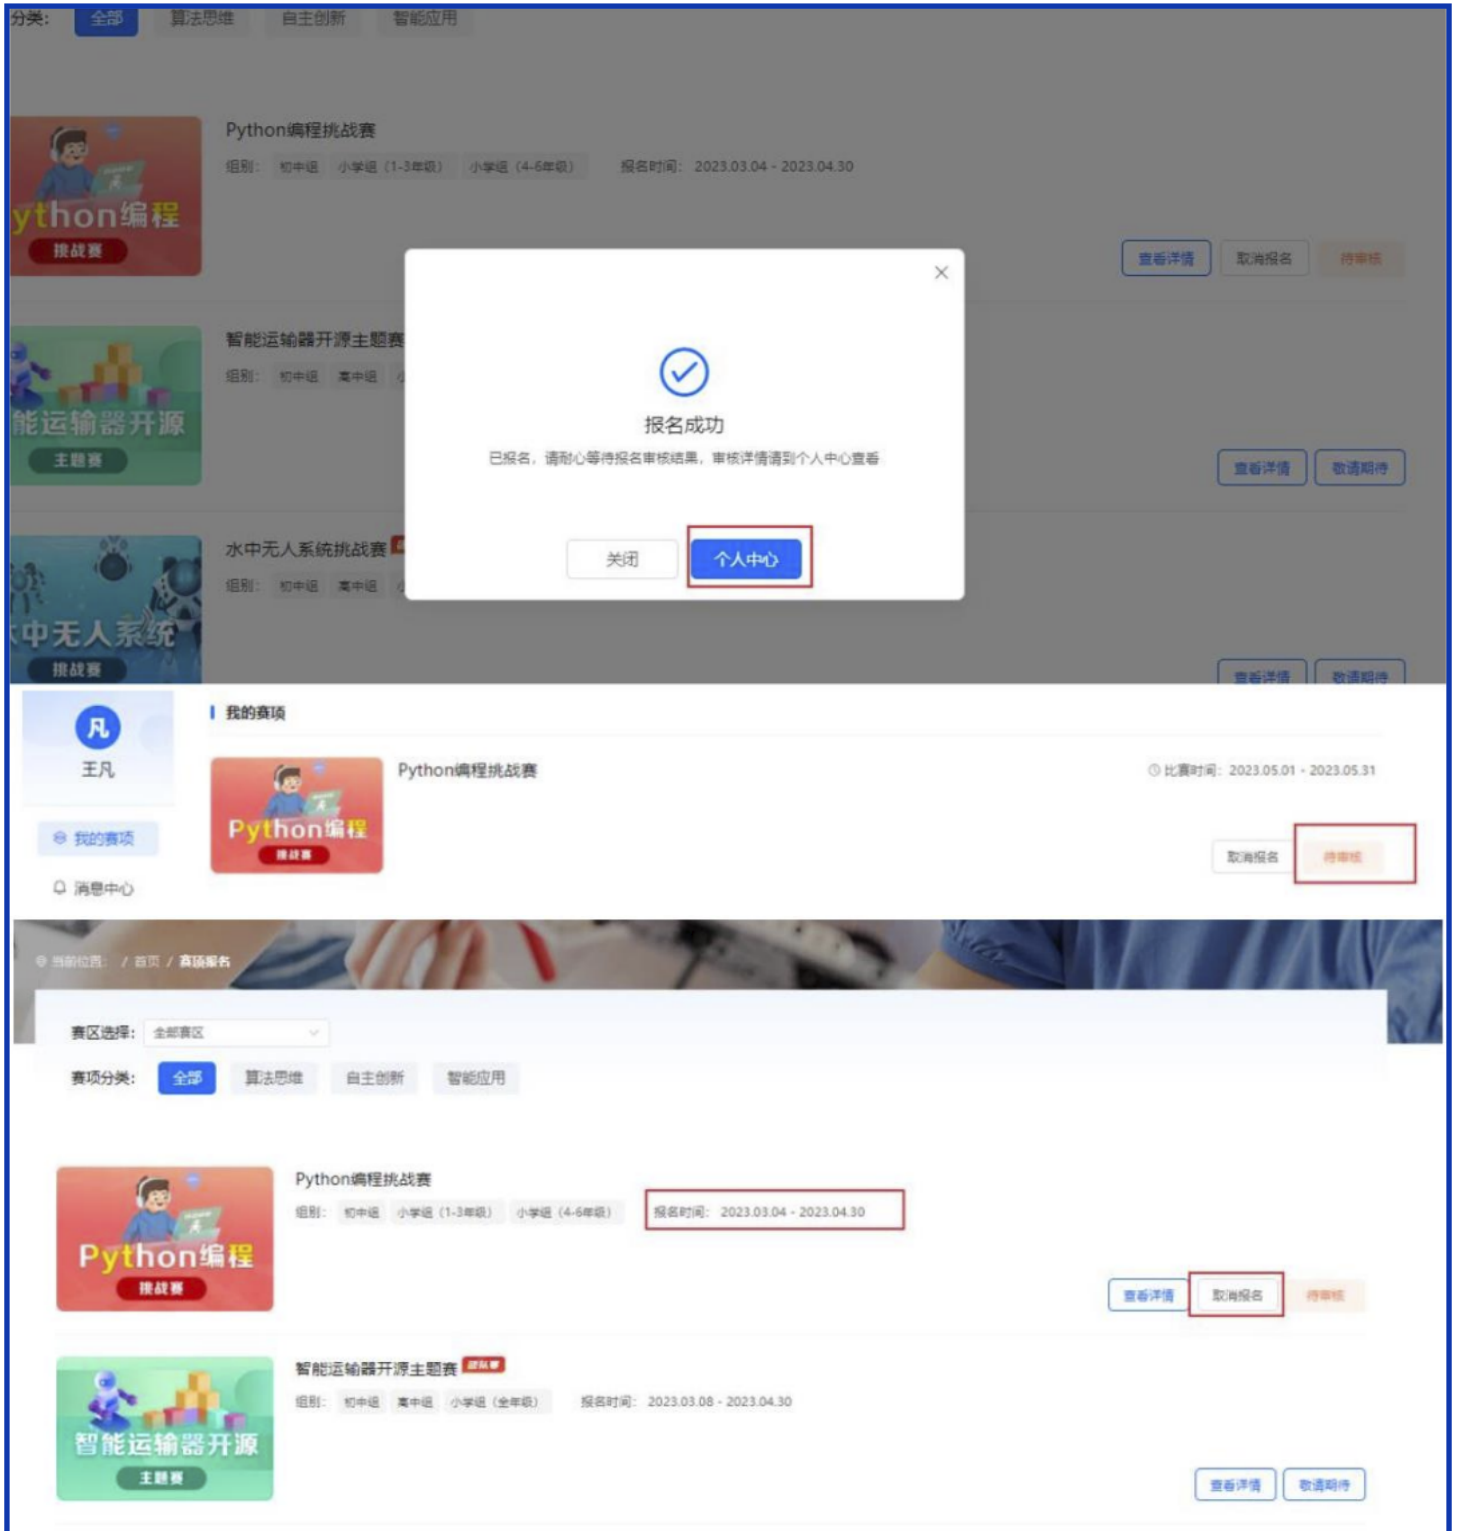 分类： 全部 算法思维 自主创新 智能应用
Python编程挑战赛
组别： 初中组 小学组（1-3年级） 小学组（4-6年级） 报名时间： 2023.03.04 - 2023.04.30
ython编程
挑战赛
查看详情 取消报名 待审核
智能运输器开源主题赛
组别： 初中组 高中组
能运输器开源
主题赛
报名成功
已报名，请耐心等待报名审核结果，审核详情请到个人中心查看
查看详情 敬请期待
水中无人系统挑战赛
关闭 个人中心
组别： 初中组 高中组
中无人系统
挑战赛
查看详情 敬请期待
凡
王凡
我的赛项
消息中心
我的赛项
Python编程挑战赛
比赛时间：2023.05.01 - 2023.05.31
Python编程
挑战赛
取消报名 待审核
当前位置： / 首页 / 赛项报名
赛区选择： 全部赛区
赛项分类： 全部 算法思维 自主创新 智能应用
Python编程挑战赛
组别： 初中组 小学组（1-3年级） 小学组（4-6年级） 报名时间： 2023.03.04 - 2023.04.30
Python编程
挑战赛
查看详情 取消报名 待审核
智能运输器开源主题赛 团队赛
组别： 初中组 高中组 小学组（全年级） 报名时间： 2023.03.08 - 2023.04.30
智能运输器开源
主题赛
查看详情 敬请期待